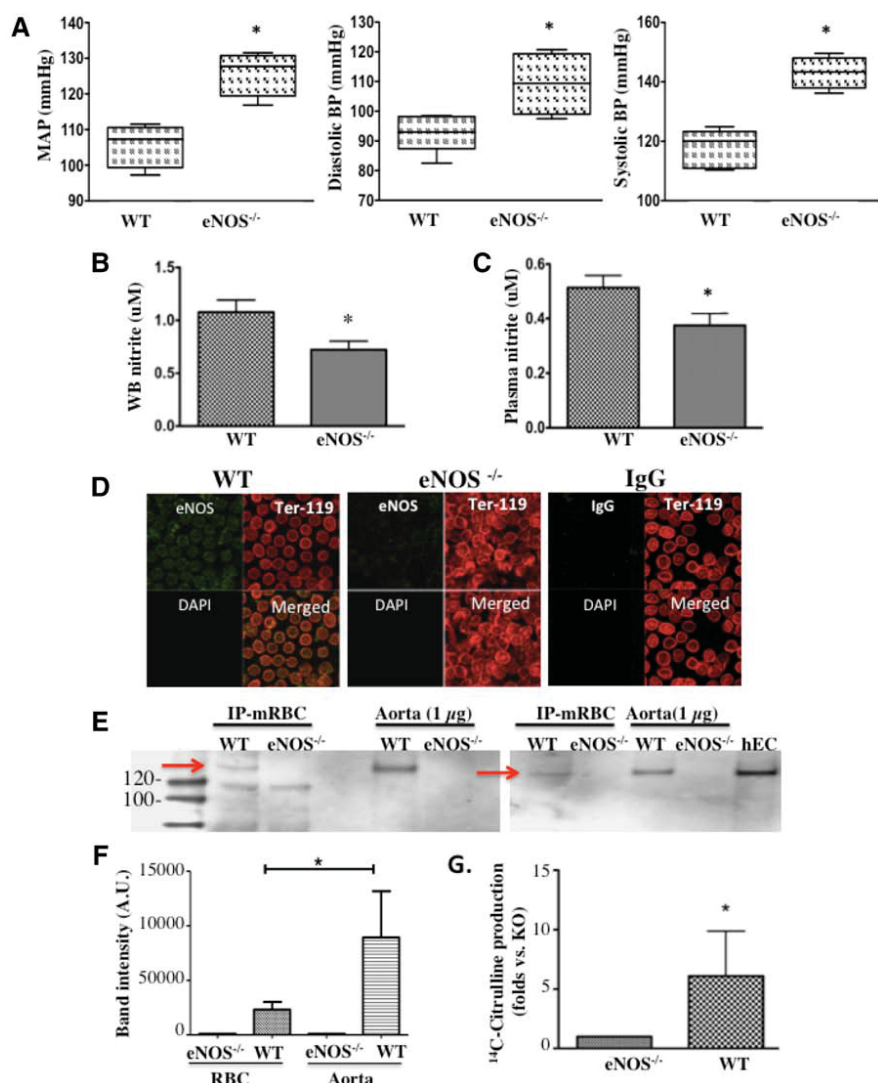 A
MAP (mmHg)
130
120
110
100
90
*
WT
eNOS-/-
Diastolic BP (mmHg)
130
120
110
100
90
80
70
*
WT
eNOS-/-
Systolic BP (mmHg)
160
140
120
100
*
WT
eNOS-/-
B
WB nitrite (uM)
1.5
1.0
0.5
0.0
*
WT
eNOS-/-
C
Plasma nitrite (uM)
0.6
0.4
0.2
0.0
*
WT
eNOS-/-
D
WT
eNOS -/-
IgG
eNOS
Ter-119
eNOS
Ter-119
IgG
Ter-119
DAPI
Merged
DAPI
Merged
DAPI
Merged
E
IP-mRBC
Aorta (1 µg)
IP-mRBC
Aorta(1 µg)
WT eNOS-/-
WT eNOS-/-
WT eNOS-/-
WT eNOS-/- hEC
120-
100-
F
Band intensity (A.U.)
15000
10000
50000
0
*
eNOS-/- WT eNOS-/- WT
RBC
Aorta
G.
14C-Citrulline production
(folds vs. KO)
15
10
5
0
*
eNOS-/-
WT